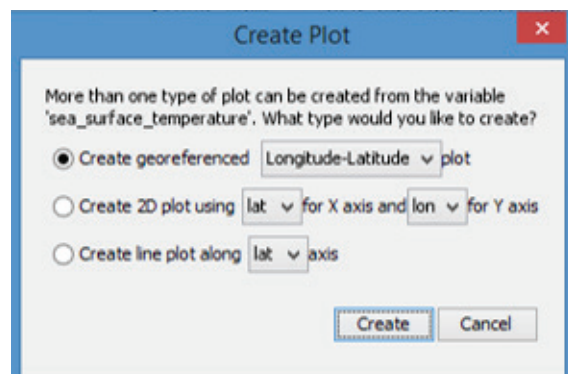 Create Plot
More than one type of plot can be created from the variable
'sea_surface_temperature'. What type would you like to create?
Create georeferenced Longitude-Latitude plot
Create 2D plot using lat for X axis and lon for Y axis
Create line plot along lat axis
Create Cancel